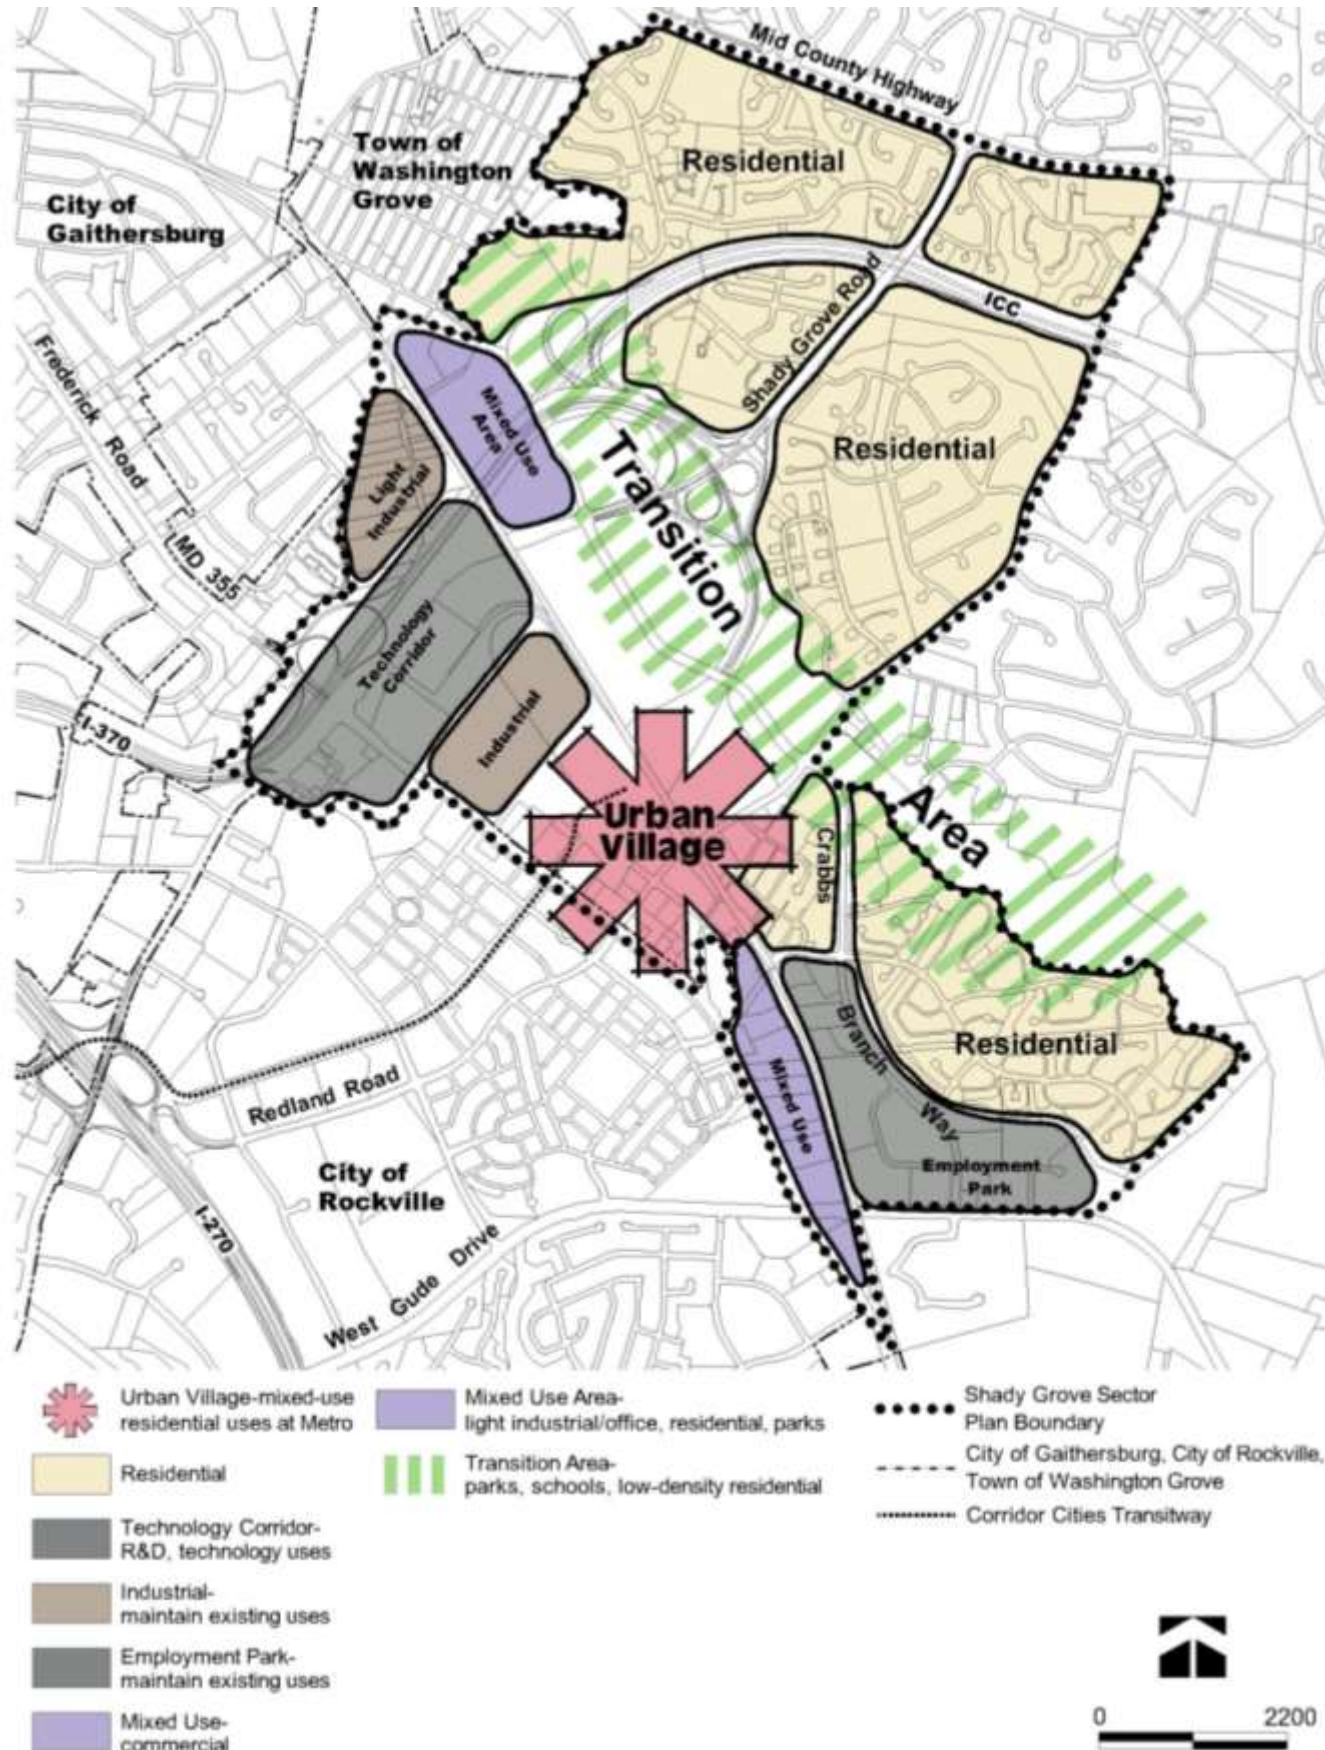 Mid County Highway
Town of
Washington
Grove
Residential
City of
Gaithersburg
ICC
Shady Grove Road
Frederick Road
Mixed Use
Area
Residential
Light
Industrial
Transition
MD 355
Technology
Corridor
Industrial
I-370
Urban
Village
Area
Crabbs
Branch
Way
Residential
Mixed Use
Redland Road
Employment
Park
City of
Rockville
I-270
West Gude Drive
Urban Village-mixed-use
residential uses at Metro
Residential
Technology Corridor-
R&D, technology uses
Industrial-
maintain existing uses
Employment Park-
maintain existing uses
Mixed Use-
commercial
Mixed Use Area-
light industrial/office, residential, parks
Transition Area-
parks, schools, low-density residential
Shady Grove Sector
Plan Boundary
City of Gaithersburg, City of Rockville,
Town of Washington Grove
Corridor Cities Transitway
0 2200